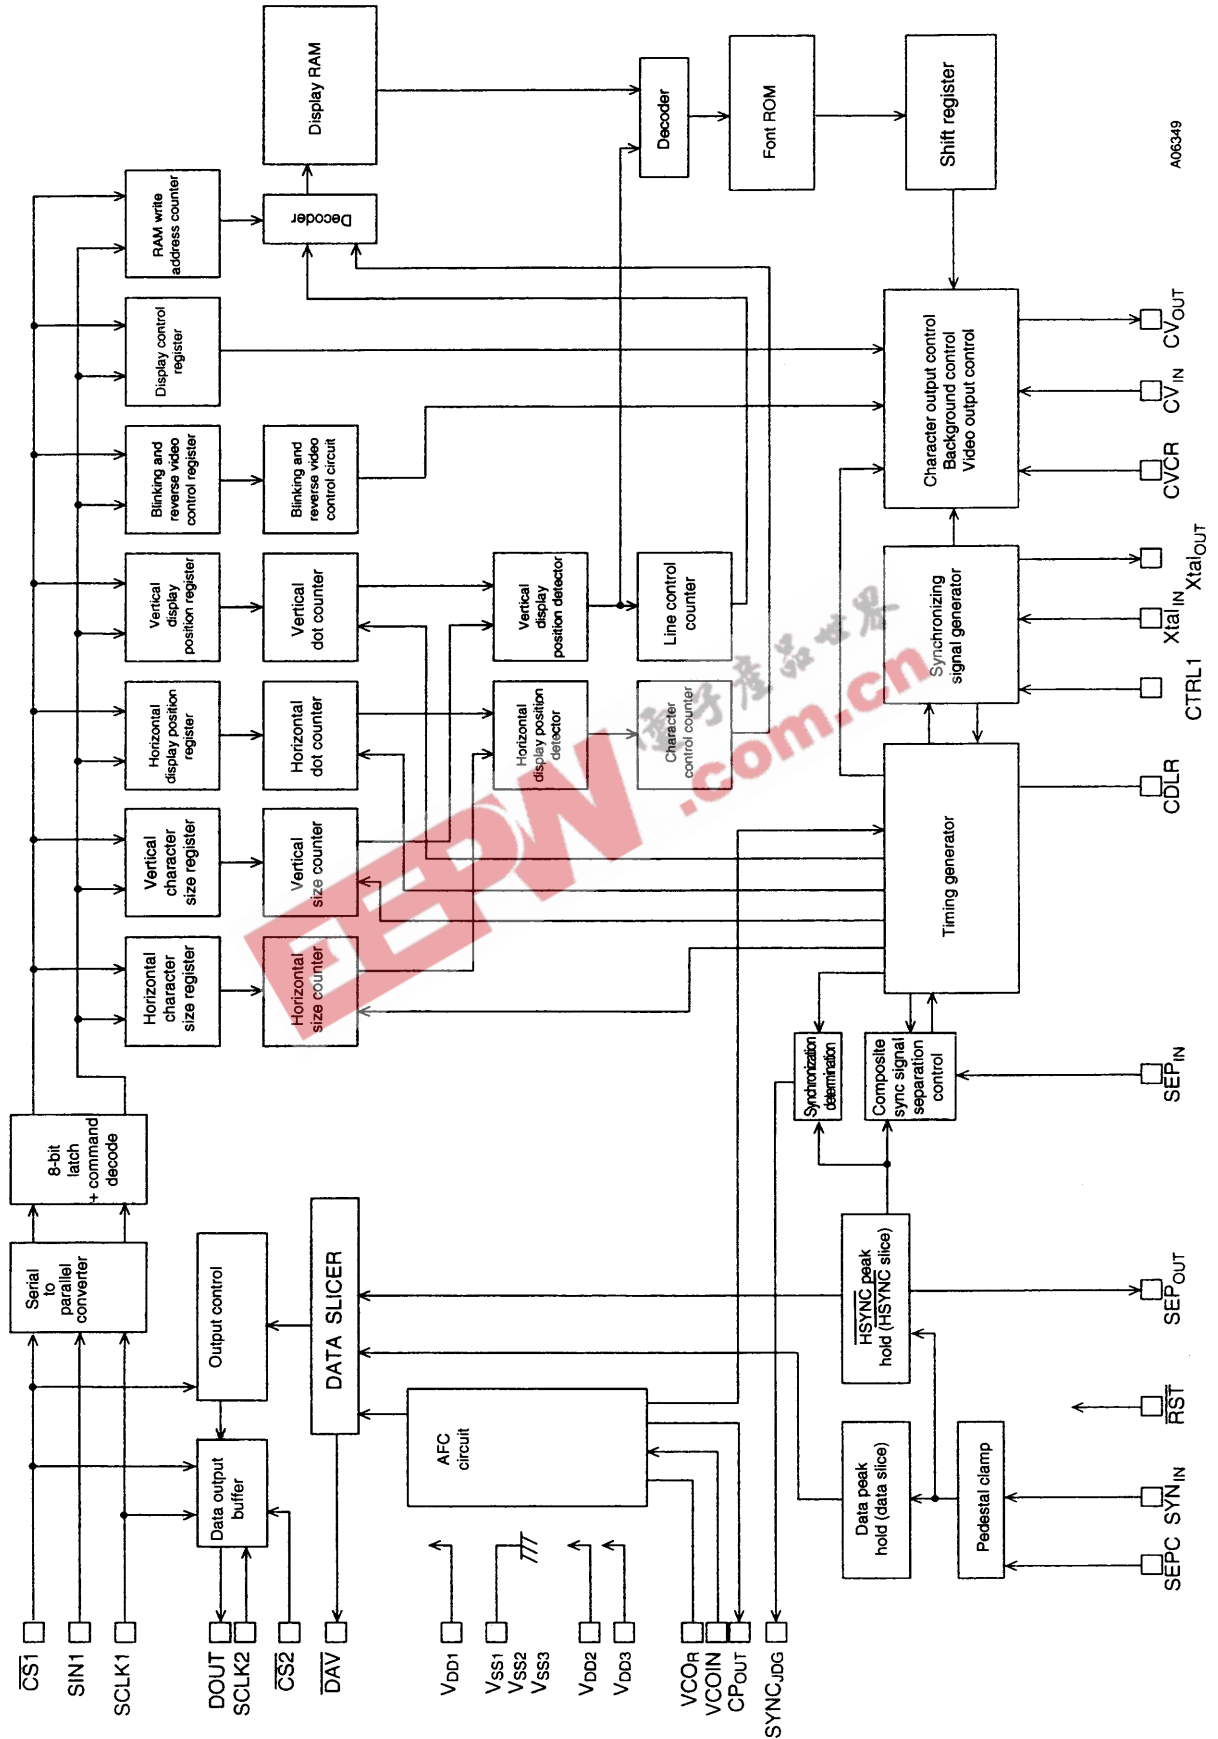 CS1
SIN1
SCLK1
DOUT
SCLK2
CS2
DAV
VDD1
VSS1
VSS2
VSS3
VDD2
VDD3
VCOR
VCOIN
CPOUT
SYNCJDG
Serial
to
parallel
converter
8-bit
latch
+ command
decode
Output control
Data output
buffer
DATA SLICER
AFC
circuit
Horizontal
character
size register
Vertical
character
size register
Horizontal
display position
register
Vertical
display
position register
Blinking and
reverse video
control register
Display control
register
RAM write
address counter
Horizontal
size counter
Vertical
size counter
Horizontal
dot counter
Vertical
dot counter
Blinking and
reverse video
control circuit
Decoder
Display RAM
Horizontal
display position
detector
Vertical
display
position detector
Character
control counter
Line control
counter
Decoder
Font ROM
Shift register
Synchronization
determination
Composite
sync signal
separation
control
Timing generator
Synchronizing
signal generator
Character output control
Background control
Video output control
HSYNC peak
hold (HSYNC slice)
Data peak
hold (data slice)
Pedestal clamp
SEPC
SYNIN
RST
SEPOUT
SEPIN
CDLR
CTRL1
XtalIN
XtalOUT
CVCR
CVIN
CVOUT
A06349
EEPW
電子產品世界
.com.cn